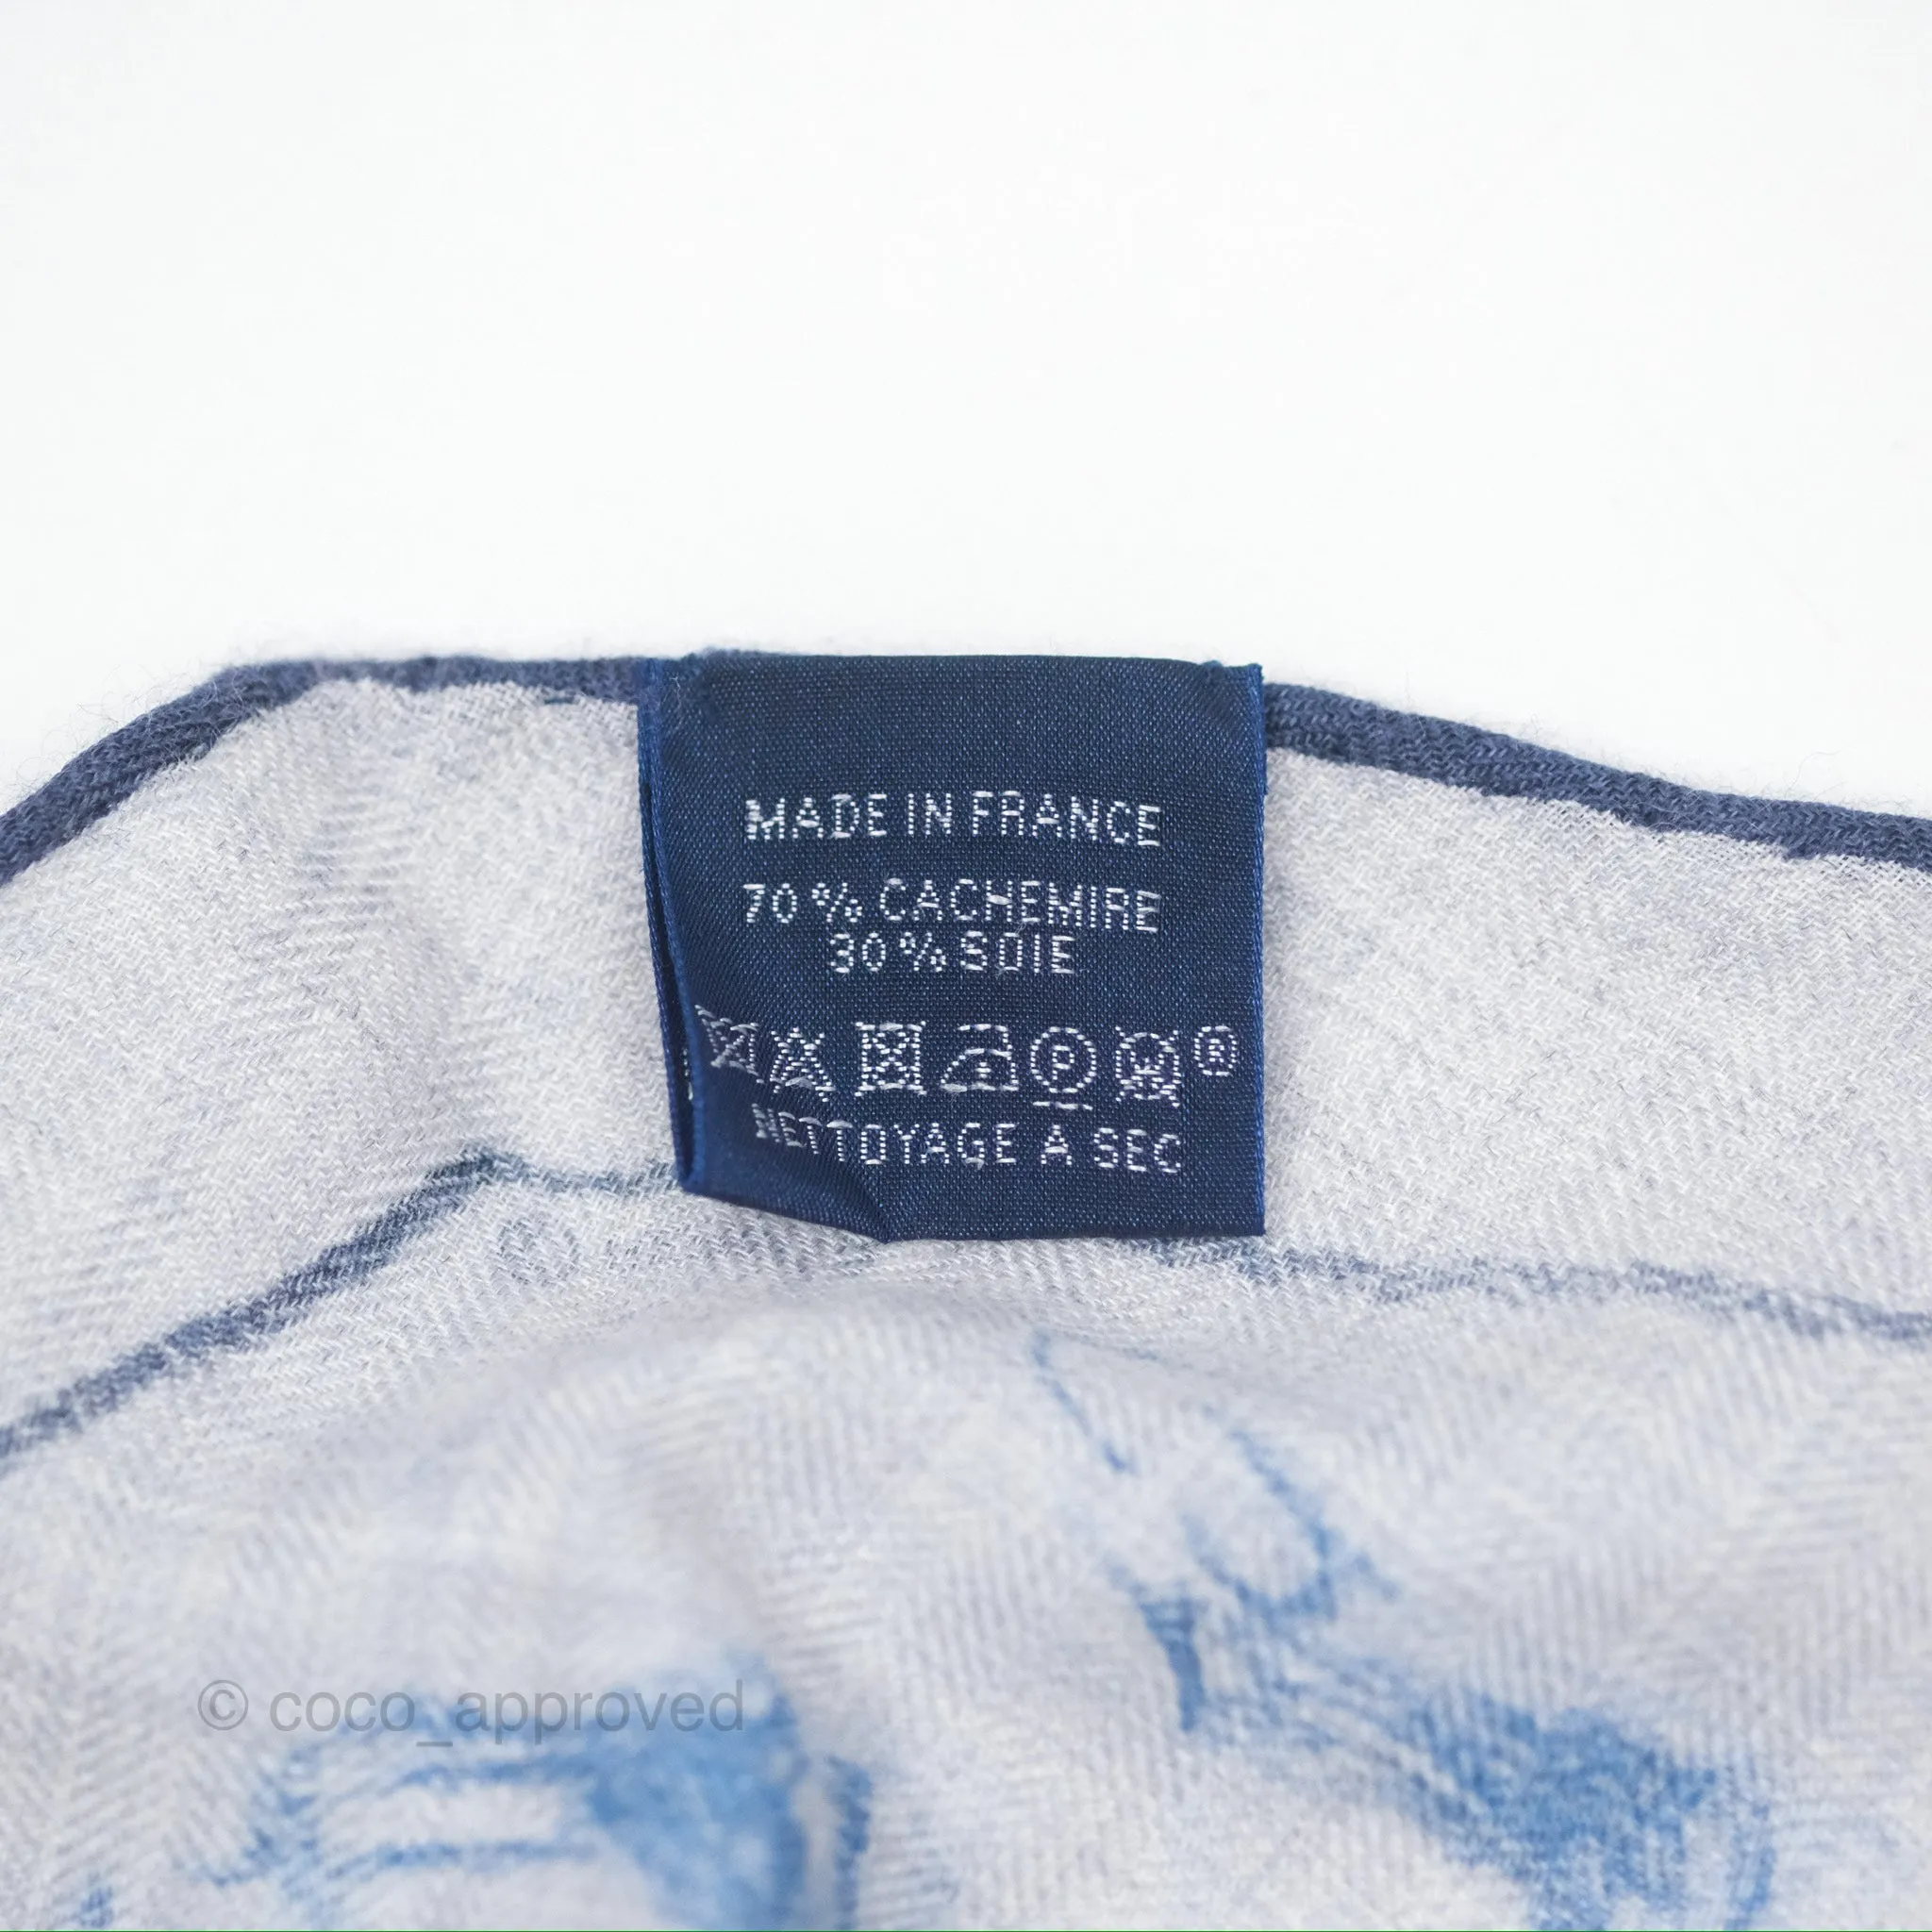 MADE IN FRANCE
70% CACHEMIRE
30% SOIE
P W ®
NETTOYAGE A SEC
© coco_approved